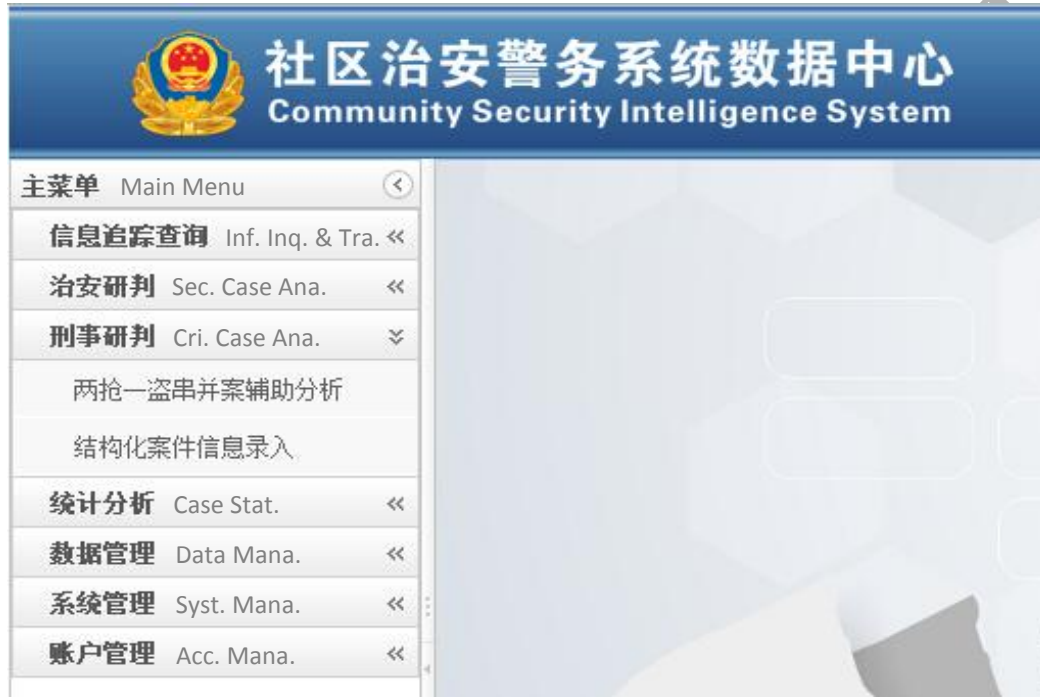 社区治安警务系统数据中心
Community Security Intelligence System
主菜单 Main Menu
信息追踪查询 Inf. Inq. & Tra.
治安研判 Sec. Case Ana.
刑事研判 Cri. Case Ana.
两抢一盗串并案辅助分析
结构化案件信息录入
统计分析 Case Stat.
数据管理 Data Mana.
系统管理 Syst. Mana.
账户管理 Acc. Mana.